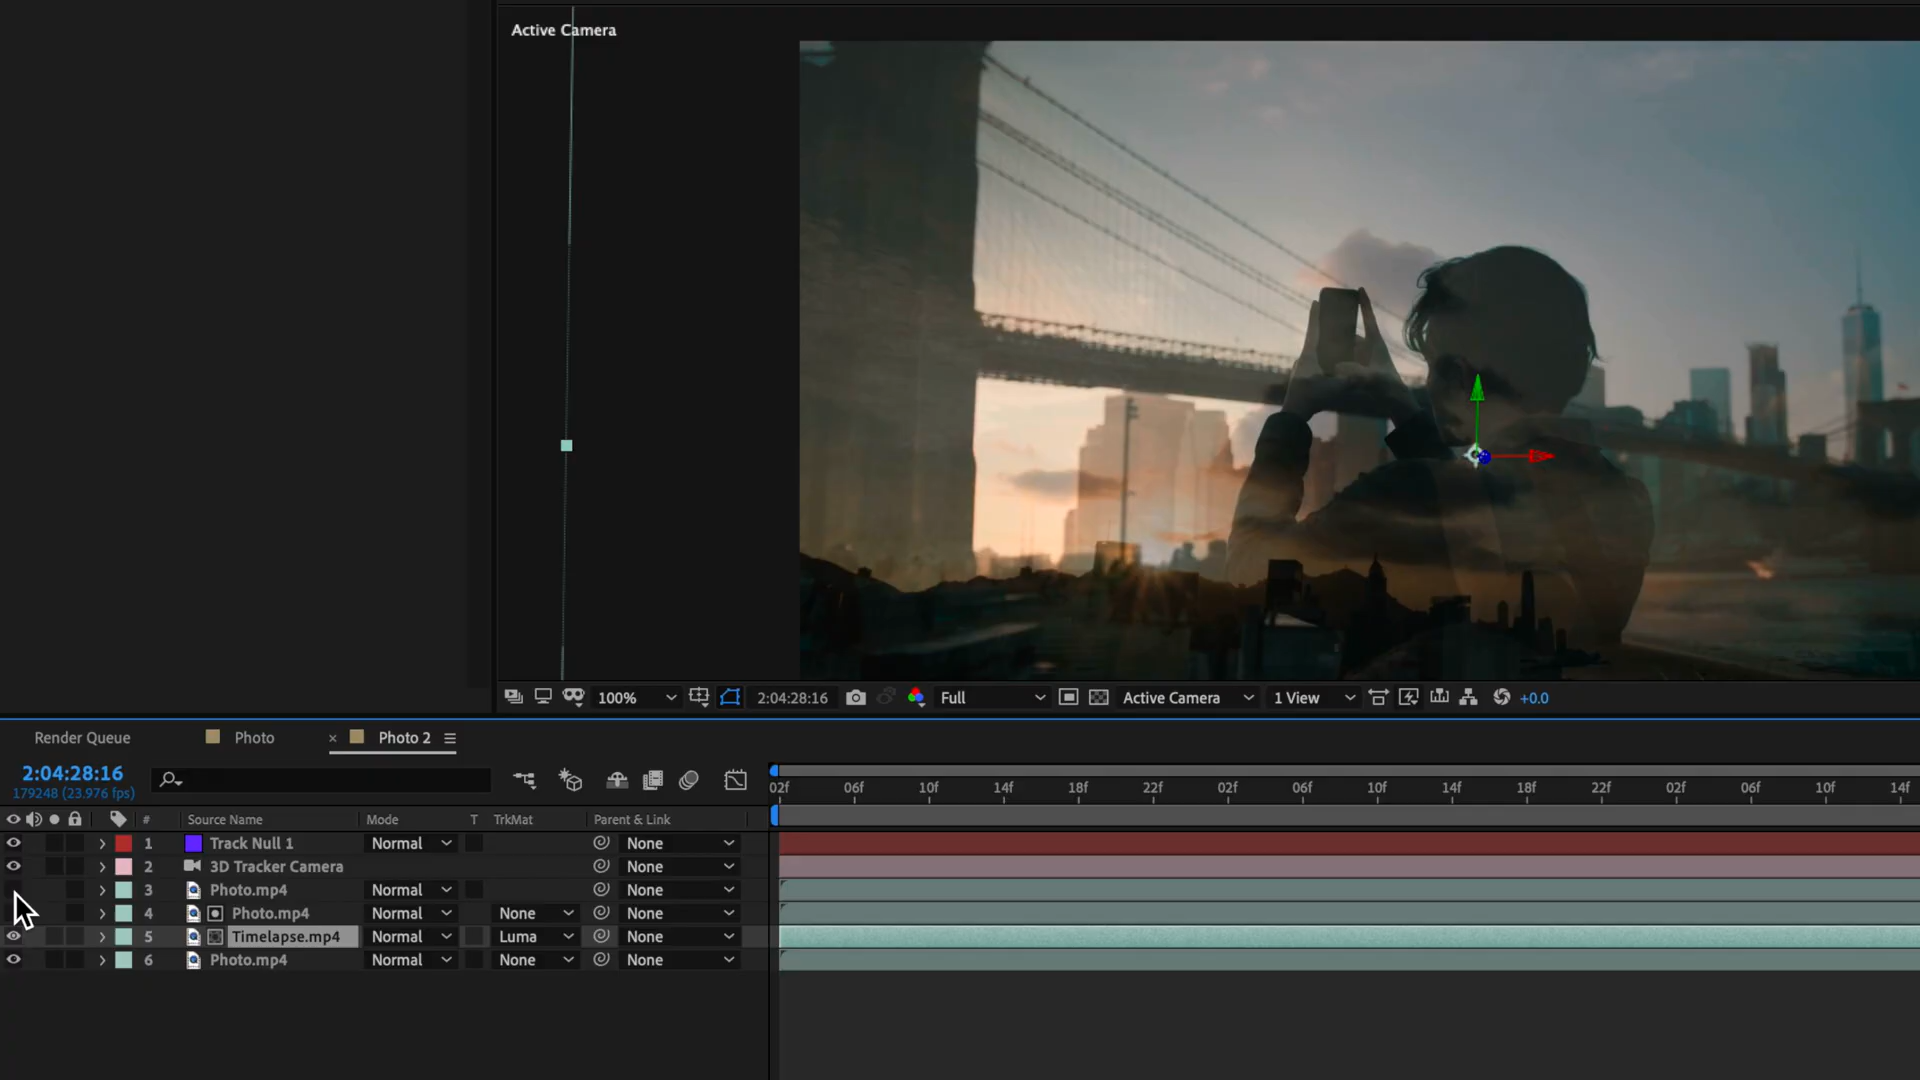 Active Camera
100%
2:04:28:16
Full
Active Camera
1 View
+0.0
Render Queue
Photo
× Photo 2
2:04:28:16
179248 (23.976 fps)
02f 06f 10f 14f 18f 22f 02f 06f 10f 14f 18f 22f 02f 06f 10f 14f
# Source Name Mode T TrkMat Parent & Link
1 Track Null 1 Normal None
2 3D Tracker Camera None
3 Photo.mp4 Normal None
4 Photo.mp4 Normal None None
5 Timelapse.mp4 Normal Luma None
6 Photo.mp4 Normal None None